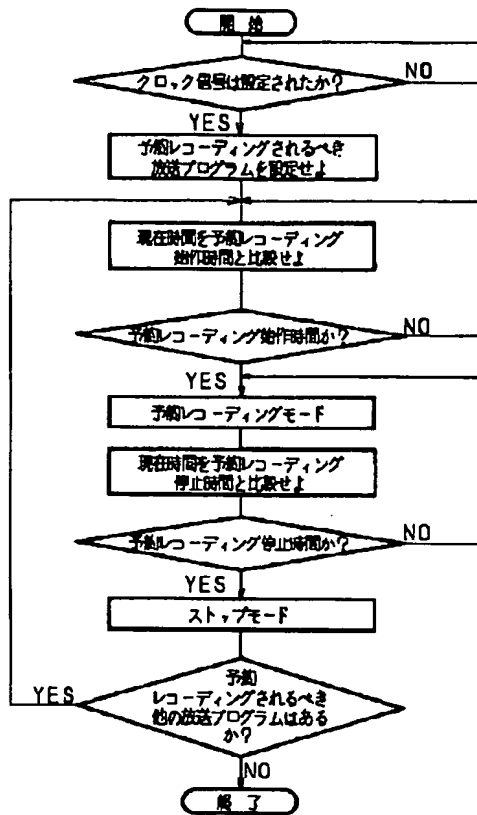 開始
クロック信号は設定されたか?
NO
YES
予約レコーディングされるべき
放送プログラムを設定せよ
現在時間を予約レコーディング
始作時間と比較せよ
予約レコーディング始作時間か?
NO
YES
予約レコーディングモード
現在時間を予約レコーディング
停止時間と比較せよ
予約レコーディング停止時間か?
NO
YES
ストップモード
予約
レコーディングされるべき
他の放送プログラムはある
か?
YES
NO
終了